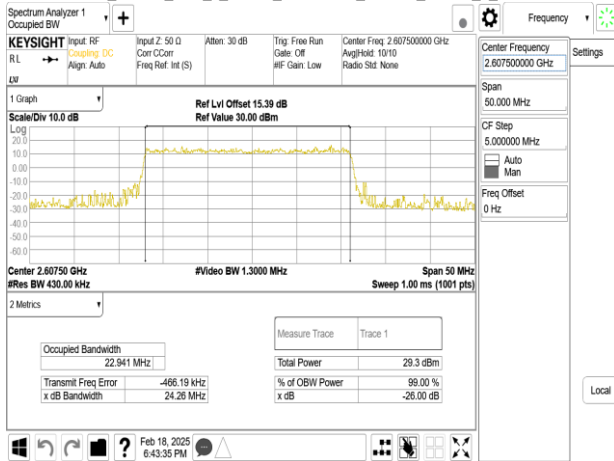 Spectrum Analyzer 1
Occupied BW
+
Frequency
KEYSIGHT
RL
LXI
Input: RF
Coupling: DC
Align: Auto
Input Z: 50 Ω
Corr CCorr
Freq Ref: Int (S)
Atten: 30 dB
Trig: Free Run
Gate: Off
#IF Gain: Low
Center Freq: 2.607500000 GHz
Avg|Hold: 10/10
Radio Std: None
Center Frequency
2.607500000 GHz
Settings
Span
50.000 MHz
CF Step
5.000000 MHz
Auto
Man
Freq Offset
0 Hz
Local
1 Graph
Scale/Div 10.0 dB
Ref Lvl Offset 15.39 dB
Ref Value 30.00 dBm
Log
20.0
10.0
0.00
-10.0
-20.0
-30.0
-40.0
-50.0
-60.0
Center 2.60750 GHz
#Res BW 430.00 kHz
#Video BW 1.3000 MHz
Span 50 MHz
Sweep 1.00 ms (1001 pts)
2 Metrics
Measure Trace Trace 1
Occupied Bandwidth
22.941 MHz
Total Power 29.3 dBm
Transmit Freq Error -466.19 kHz
% of OBW Power 99.00 %
x dB Bandwidth 24.26 MHz
x dB -26.00 dB
?
Feb 18, 2025
6:43:35 PM